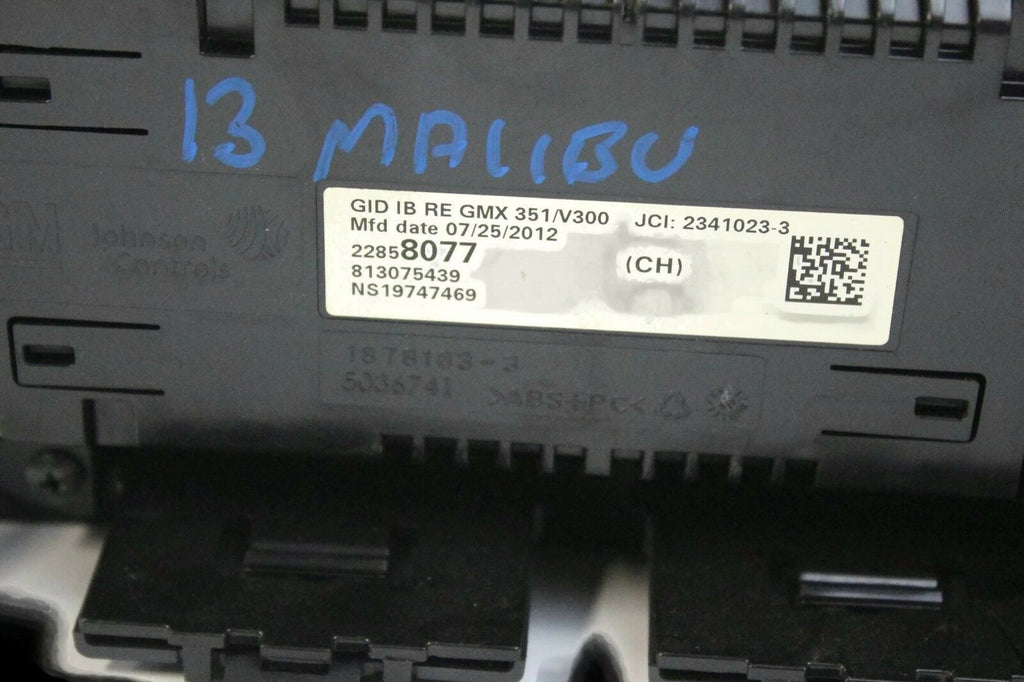 13 MALIBU
GID IB RE GMX 351/V300 JCI: 2341023-3
Mfd date 07/25/2012
22858077 (CH)
813075439
NS19747469
Johnson
Controls
1878183-3
5036741 >ABS+PC<